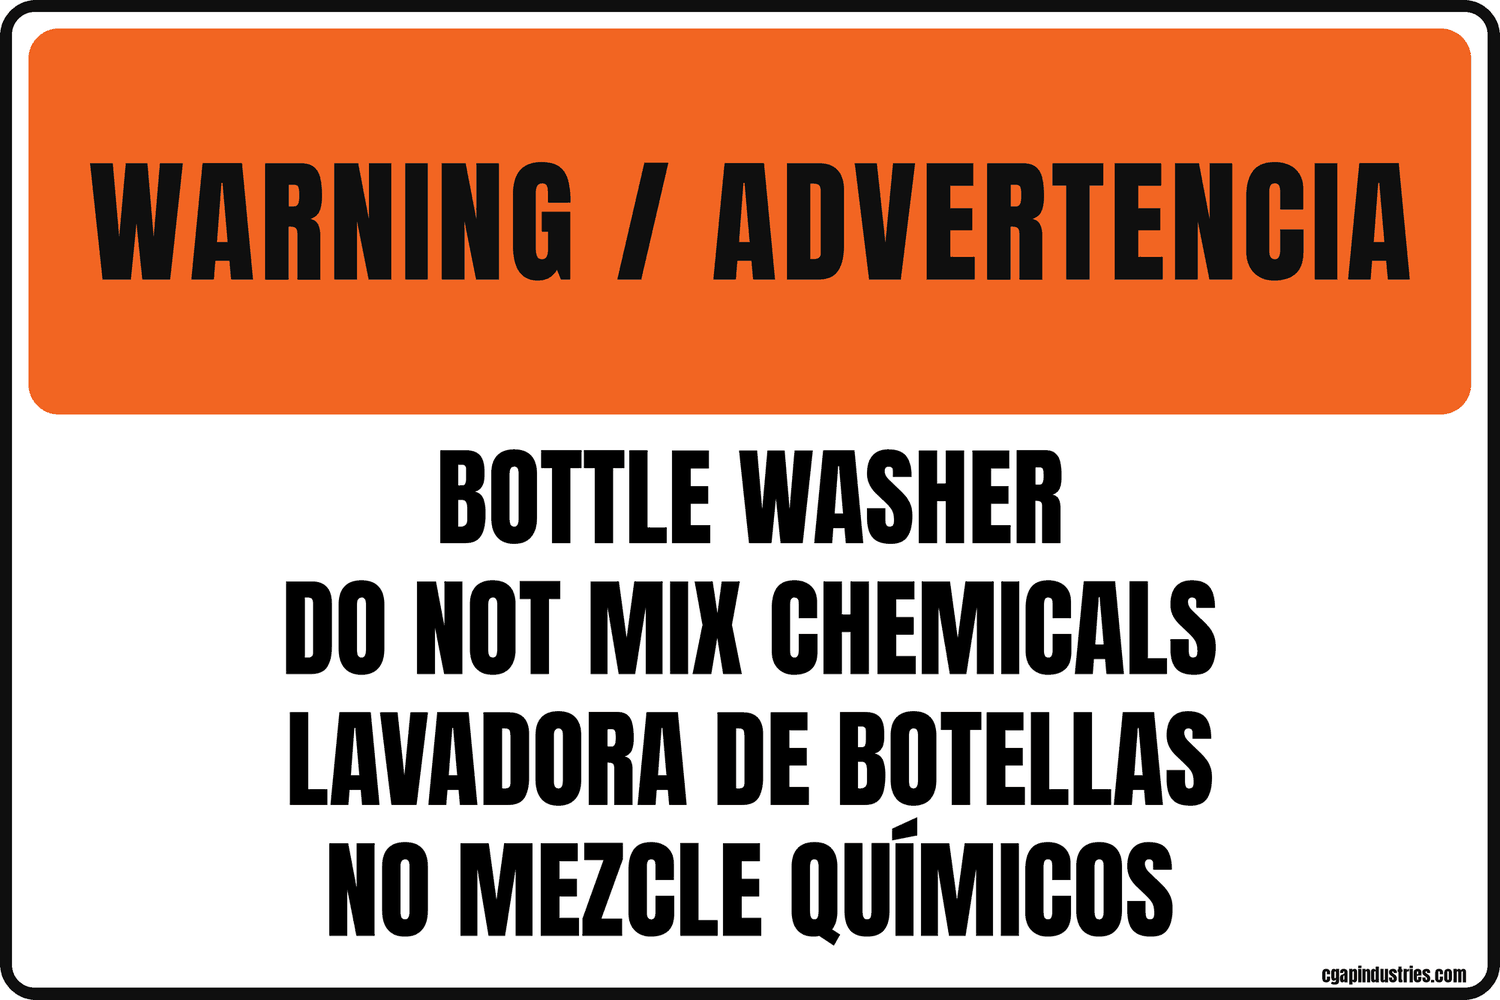 WARNING / ADVERTENCIA
BOTTLE WASHER
DO NOT MIX CHEMICALS
LAVADORA DE BOTELLAS
NO MEZCLE QUÍMICOS
cgapindustries.com